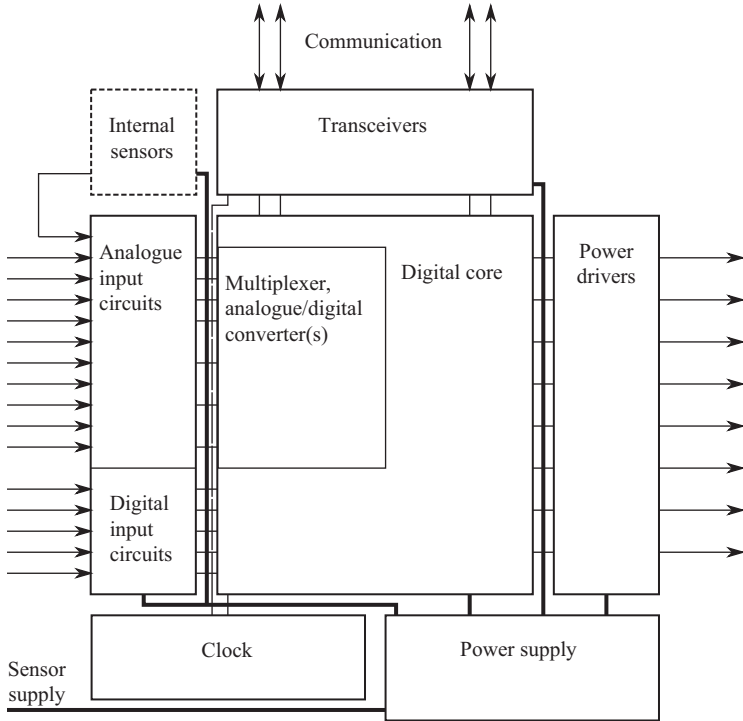 Communication
Internal
sensors
Transceivers
Analogue
input
circuits
Multiplexer,
analogue/digital
converter(s)
Digital core
Power
drivers
Digital
input
circuits
Clock
Power supply
Sensor
supply